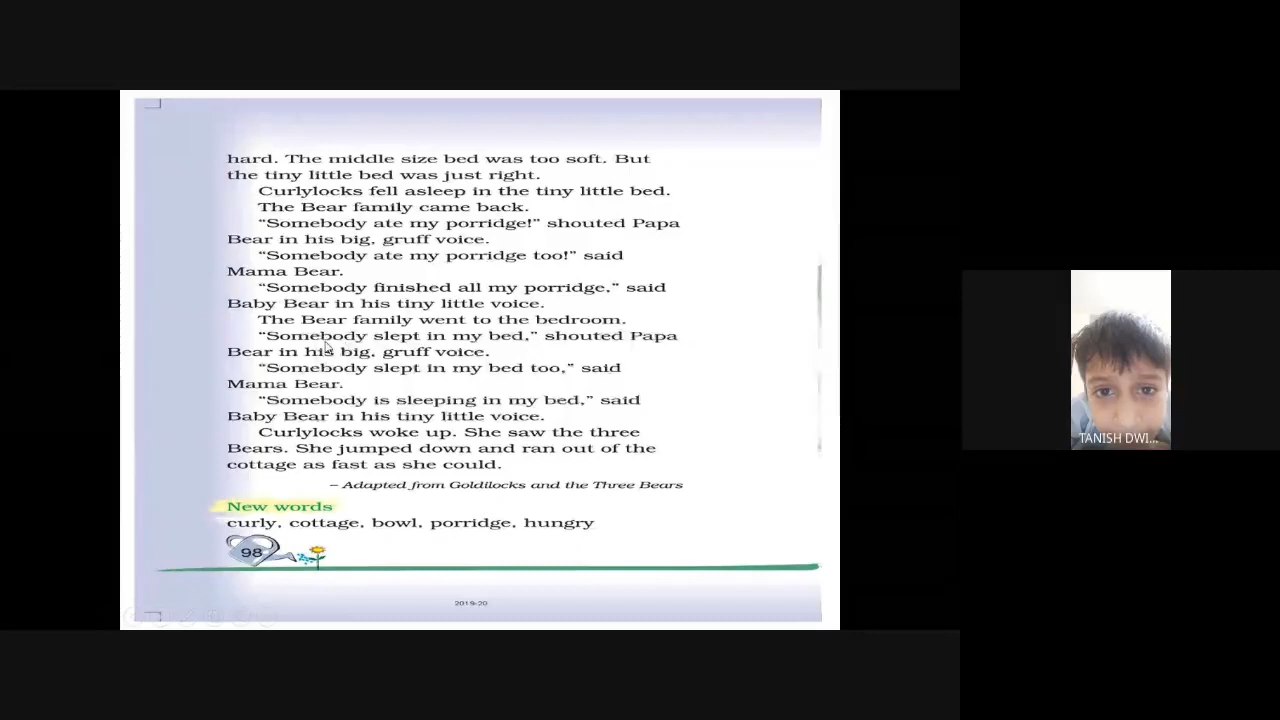 hard. The middle size bed was too soft. But
the tiny little bed was just right.
Curlylocks fell asleep in the tiny little bed.
The Bear family came back.
“Somebody ate my porridge!” shouted Papa
Bear in his big, gruff voice.
“Somebody ate my porridge too!” said
Mama Bear.
“Somebody finished all my porridge,” said
Baby Bear in his tiny little voice.
The Bear family went to the bedroom.
“Somebody slept in my bed,” shouted Papa
Bear in his big, gruff voice.
“Somebody slept in my bed too,” said
Mama Bear.
“Somebody is sleeping in my bed,” said
Baby Bear in his tiny little voice.
Curlylocks woke up. She saw the three
Bears. She jumped down and ran out of the
cottage as fast as she could.
– Adapted from Goldilocks and the Three Bears
New words
curly, cottage, bowl, porridge, hungry
98
2019-20
TANISH DWI...